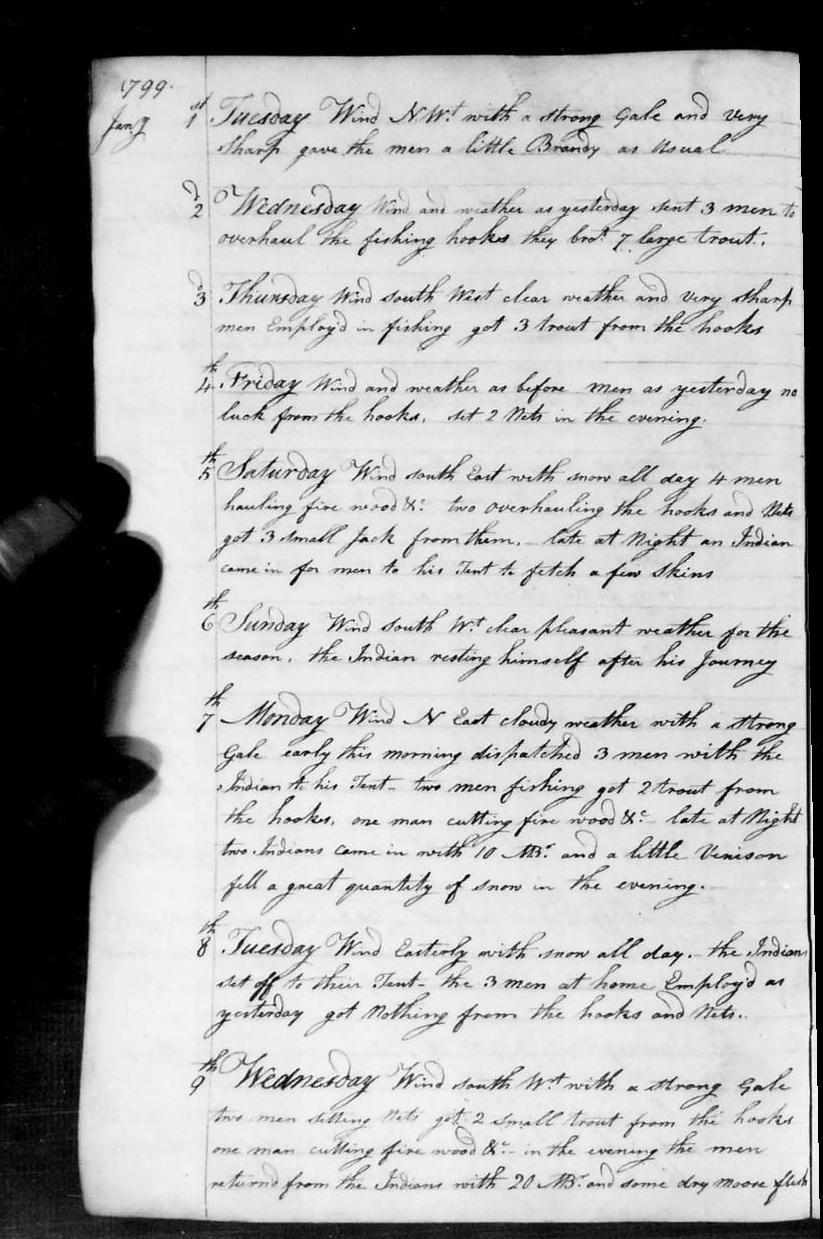 1799.
Jany 1st Tuesday Wind N Wt with a strong Gale and very
sharp gave the men a little Brandy as Usual
2d Wednesday Wind and weather as yesterday sent 3 men to
overhaul the fishing hooks they brot 7 large trout.
3d Thursday Wind south West clear weather and very sharp
men Employ'd in fishing got 3 trout from the hooks
4th Friday Wind and weather as before men as yesterday no
luck from the hooks, set 2 Nets in the evening.
5th Saturday Wind south East with snow all day 4 men
hauling fire wood &c two overhauling the hooks and Nets
got 3 small Jack from them, - late at Night an Indian
came in for men to his Tent to fetch a few skins
6th Sunday Wind south Wt clear pleasant weather for the
season, the Indian resting himself after his Journey
7th Monday Wind N East cloudy weather with a strong
Gale early this morning dispatched 3 men with the
Indian to his Tent - two men fishing got 2 trout from
the hooks, one man cutting fire wood &c - late at Night
two Indians came in with 10 MBr and a little Venison
fell a great quantity of snow in the evening.
8th Tuesday Wind Easterly with snow all day. - the Indians
set off to their Tent - the 3 men at home Employ'd as
yesterday got Nothing from the hooks and Nets.
9th Wednesday Wind south Wt with a strong Gale
two men setting Nets got 2 small trout from the hooks
one man cutting fire wood &c - in the evening the men
returnd from the Indians with 20 MBr and some dry moose flesh